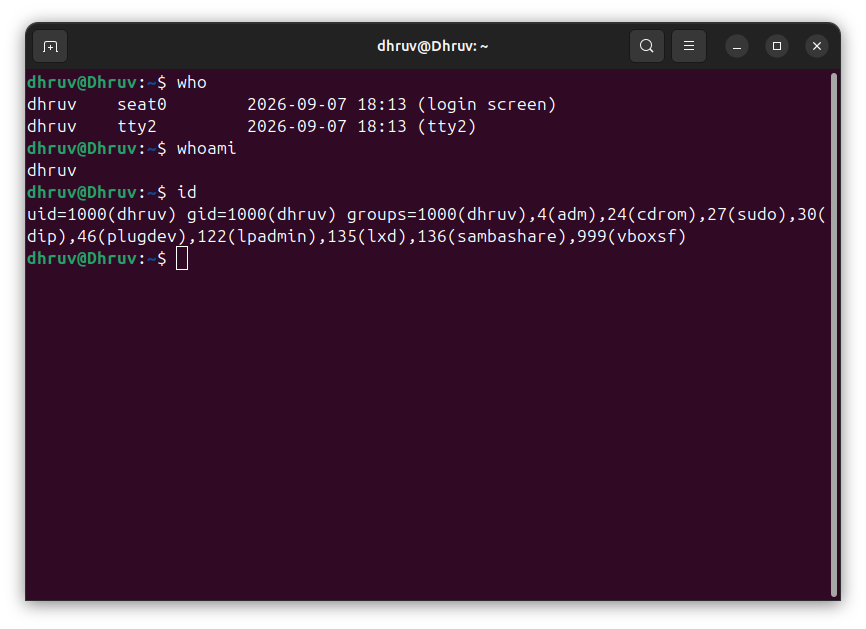 dhruv@Dhruv: ~
dhruv@Dhruv:~$ who
dhruv    seat0        2026-09-07 18:13 (login screen)
dhruv    tty2         2026-09-07 18:13 (tty2)
dhruv@Dhruv:~$ whoami
dhruv
dhruv@Dhruv:~$ id
uid=1000(dhruv) gid=1000(dhruv) groups=1000(dhruv),4(adm),24(cdrom),27(sudo),30(
dip),46(plugdev),122(lpadmin),135(lxd),136(sambashare),999(vboxsf)
dhruv@Dhruv:~$